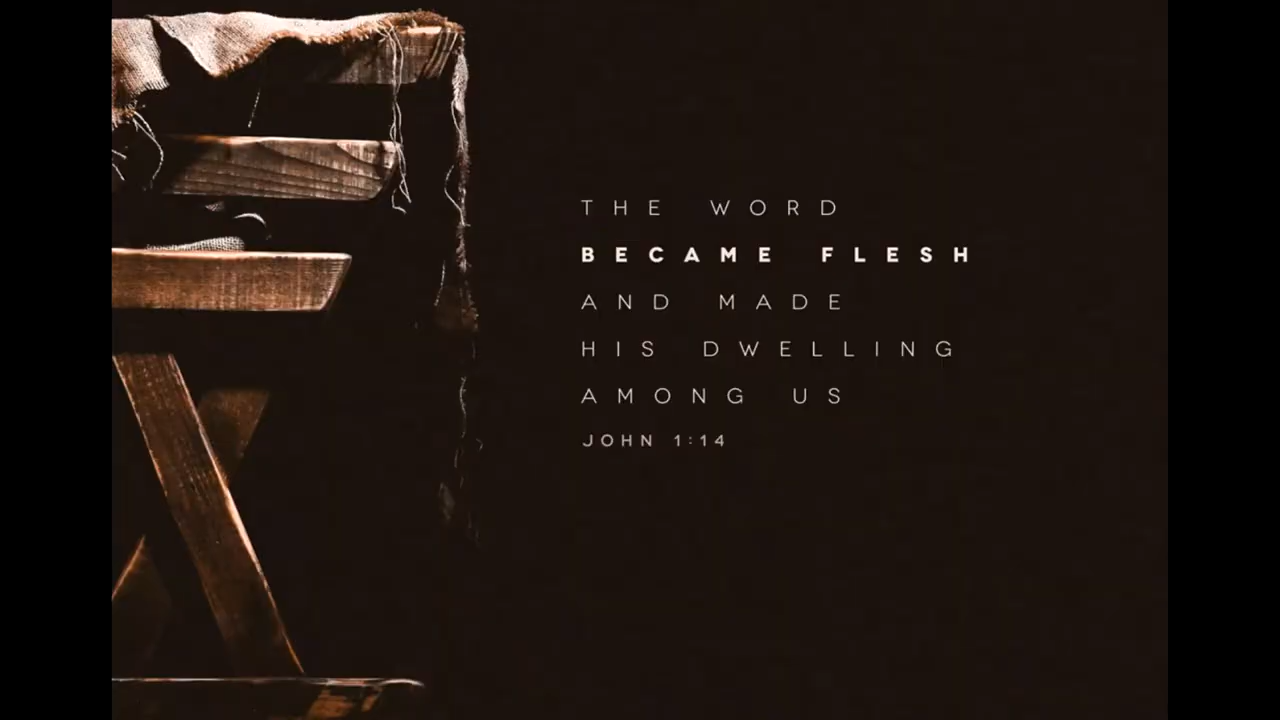 THE WORD
BECAME FLESH
AND MADE
HIS DWELLING
AMONG US
JOHN 1:14